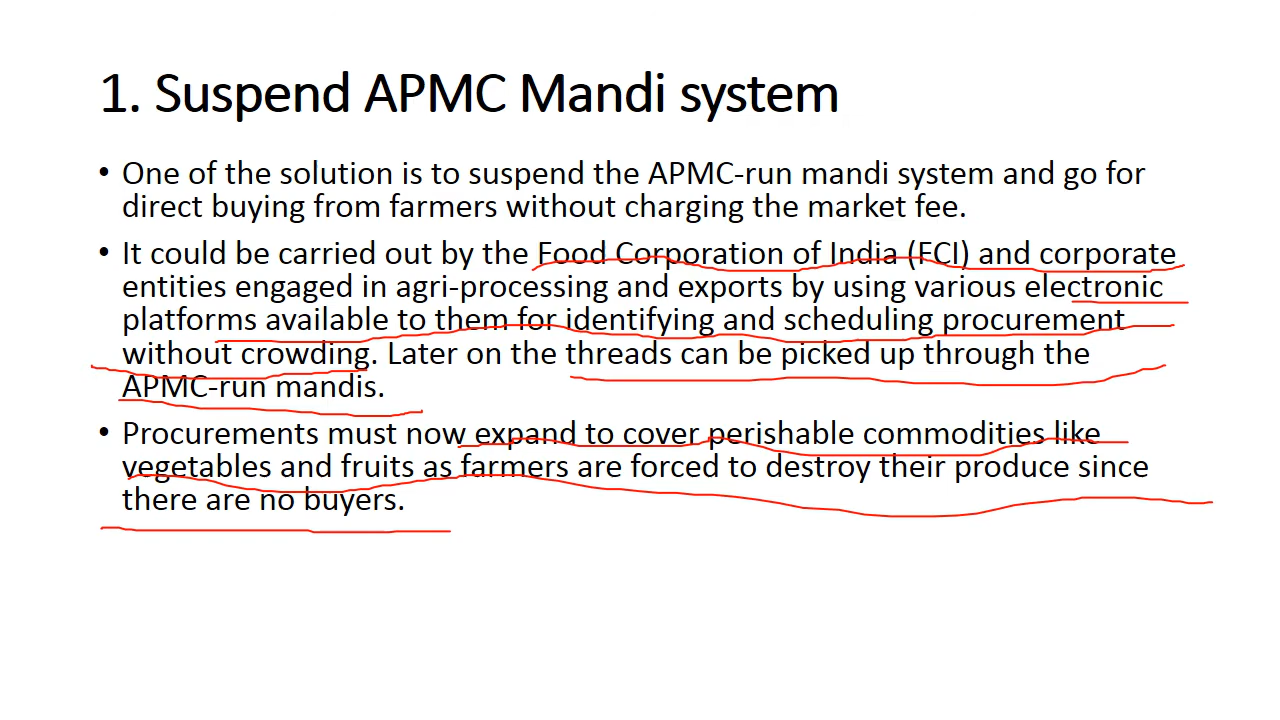 1. Suspend APMC Mandi system
• One of the solution is to suspend the APMC-run mandi system and go for
direct buying from farmers without charging the market fee.
• It could be carried out by the Food Corporation of India (FCI) and corporate
entities engaged in agri-processing and exports by using various electronic
platforms available to them for identifying and scheduling procurement
without crowding. Later on the threads can be picked up through the
APMC-run mandis.
• Procurements must now expand to cover perishable commodities like
vegetables and fruits as farmers are forced to destroy their produce since
there are no buyers.